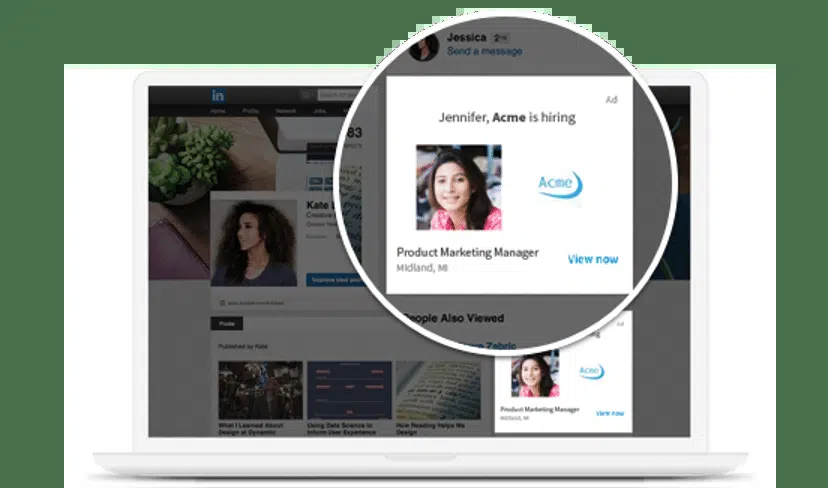 Jessica 2nd
Send a message
Ad
Jennifer, Acme is hiring
Acme
Product Marketing Manager
Midland, MI
View now
in
Home Profile Network Jobs
83
Kate
Creative
Improve your
People Also Viewed
Posts
Published by Kate
Ad
Zabric
Acme
Product Marketing Manager
Midland, MI
View now
What I Learned About
Design at Dynamic
Using Data Science to
Inform User Experience
How Reading Helps Me
Design